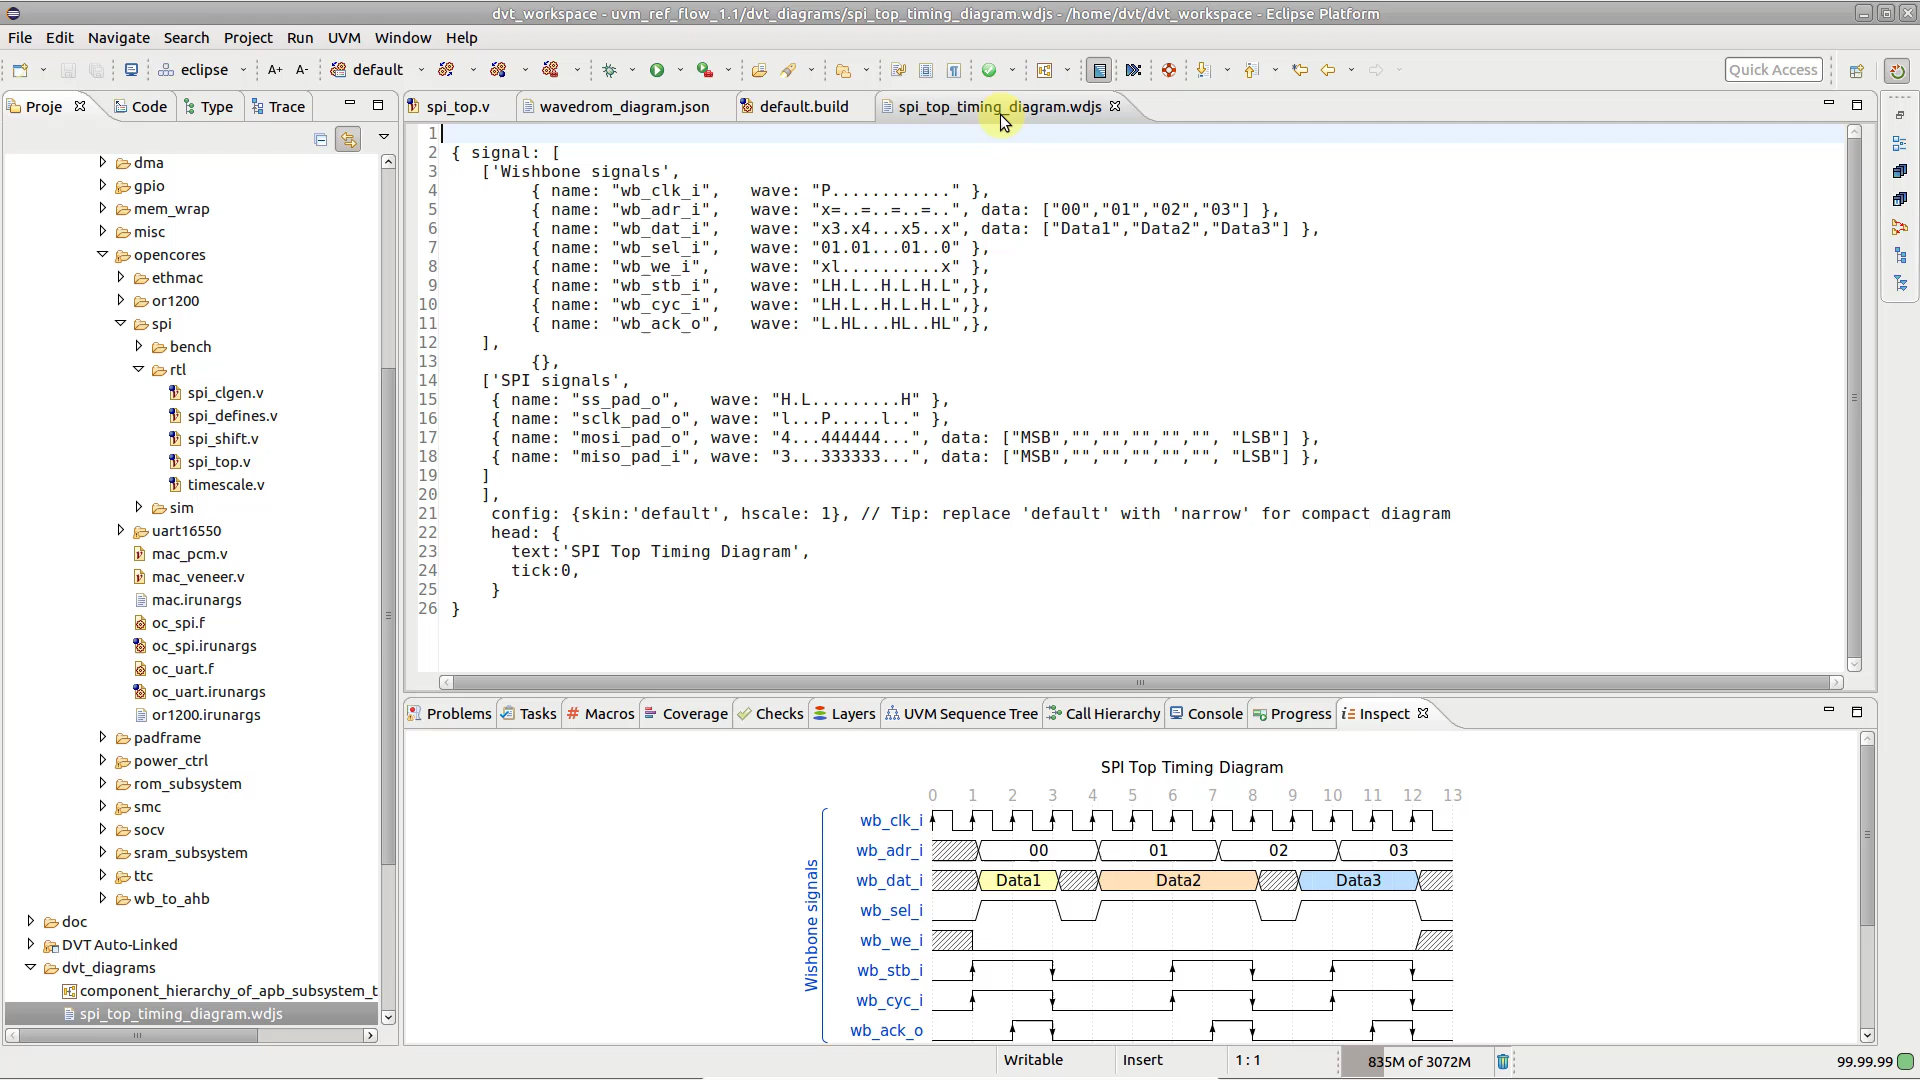 dvt_workspace - uvm_ref_flow_1.1/dvt_diagrams/spi_top_timing_diagram.wdjs - /home/dvt/dvt_workspace - Eclipse Platform
File Edit Navigate Search Project Run UVM Window Help
eclipse A+ A- default Quick Access
Proje Code Type Trace
spi_top.v wavedrom_diagram.json default.build spi_top_timing_diagram.wdjs
dma
gpio
mem_wrap
misc
opencores
ethmac
or1200
spi
bench
rtl
spi_clgen.v
spi_defines.v
spi_shift.v
spi_top.v
timescale.v
sim
uart16550
mac_pcm.v
mac_veneer.v
mac.irunargs
oc_spi.f
oc_spi.irunargs
oc_uart.f
oc_uart.irunargs
or1200.irunargs
padframe
power_ctrl
rom_subsystem
smc
socv
sram_subsystem
ttc
wb_to_ahb
doc
DVT Auto-Linked
dvt_diagrams
component_hierarchy_of_apb_subsystem_t
spi_top_timing_diagram.wdjs
1
2 { signal: [
3 ['Wishbone signals',
4 { name: "wb_clk_i", wave: "P............" },
5 { name: "wb_adr_i", wave: "x=..=..=..=..", data: ["00","01","02","03"] },
6 { name: "wb_dat_i", wave: "x3.x4...x5..x", data: ["Data1","Data2","Data3"] },
7 { name: "wb_sel_i", wave: "01.01...01..0" },
8 { name: "wb_we_i", wave: "xl..........x" },
9 { name: "wb_stb_i", wave: "LH.L..H.L.H.L",},
10 { name: "wb_cyc_i", wave: "LH.L..H.L.H.L",},
11 { name: "wb_ack_o", wave: "L.HL...HL..HL",},
12 ],
13 {},
14 ['SPI signals',
15 { name: "ss_pad_o", wave: "H.L.........H" },
16 { name: "sclk_pad_o", wave: "l...P.....l.." },
17 { name: "mosi_pad_o", wave: "4...444444...", data: ["MSB","","","","","", "LSB"] },
18 { name: "miso_pad_i", wave: "3...333333...", data: ["MSB","","","","","", "LSB"] },
19 ]
20 ],
21 config: {skin:'default', hscale: 1}, // Tip: replace 'default' with 'narrow' for compact diagram
22 head: {
23 text:'SPI Top Timing Diagram',
24 tick:0,
25 }
26 }
Problems Tasks Macros Coverage Checks Layers UVM Sequence Tree Call Hierarchy Console Progress Inspect
SPI Top Timing Diagram
0 1 2 3 4 5 6 7 8 9 10 11 12 13
Wishbone signals
wb_clk_i
wb_adr_i 00 01 02 03
wb_dat_i Data1 Data2 Data3
wb_sel_i
wb_we_i
wb_stb_i
wb_cyc_i
wb_ack_o
Writable Insert 1 : 1 835M of 3072M 99.99.99